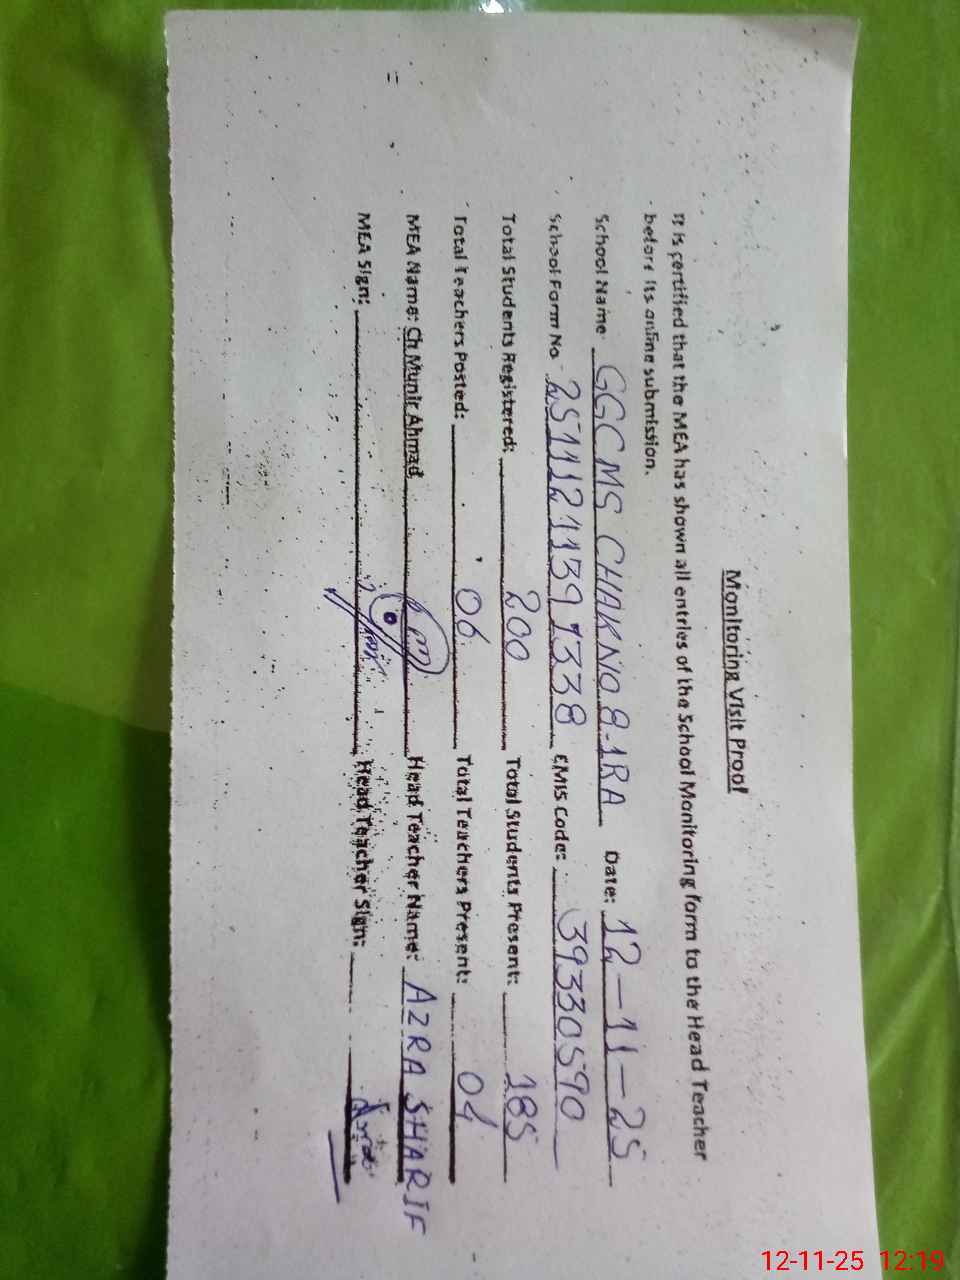 Monitoring Visit Proof
It is certified that the MEA has shown all entries of the School Monitoring form to the Head Teacher
before its online submission.
School Name: GGCMS CHAK NO 8-1RA Date: 12-11-25
School Form No: EMIS Code: 39330590
Total Students Registered: 200 Total Students Present: 185
Total Teachers Posted: 06 Total Teachers Present: 04
MEA Name: Ch Munir Ahmad Head Teacher Name: AZRA SHARIF
MEA Sign: Head Teacher Sign:
12-11-25 12:19